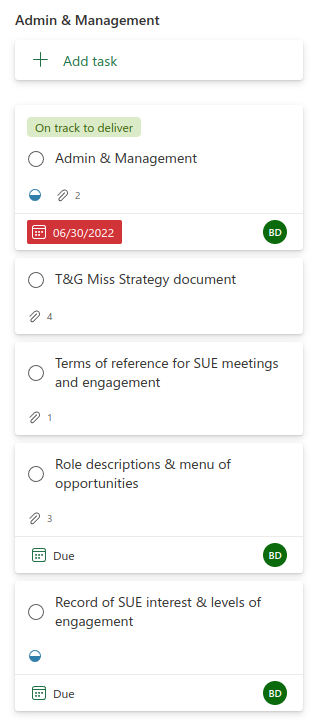 Admin & Management
Add task
On track to deliver
Admin & Management
2
06/30/2022
BD
T&G Miss Strategy document
4
Terms of reference for SUE meetings
and engagement
1
Role descriptions & menu of
opportunities
3
Due
BD
Record of SUE interest & levels of
engagement
Due
BD